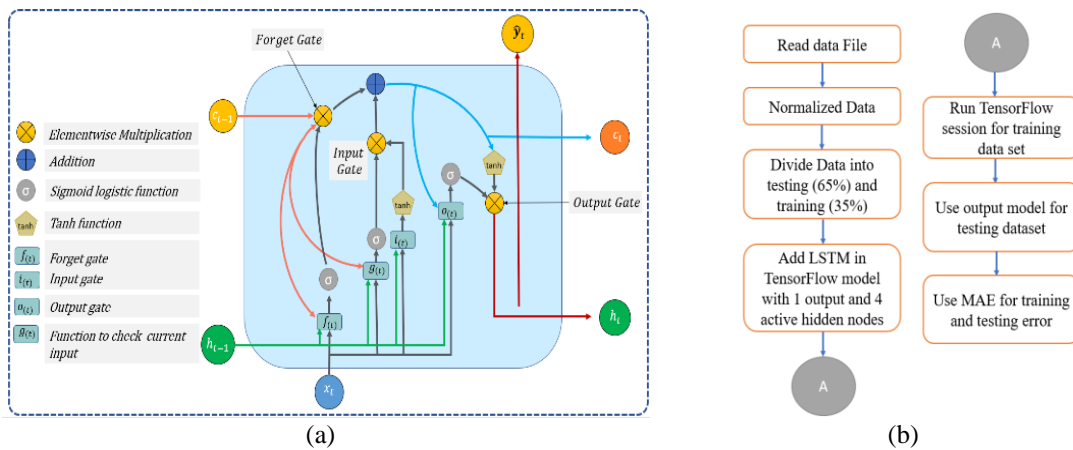 Forget Gate
ŷₜ
cₜ₋₁
Elementwise Multiplication
Addition
σ
Sigmoid logistic function
tanh
Tanh function
f₍ₜ₎
Forget gate
i₍ₜ₎
Input gate
o₍ₜ₎
Output gate
g₍ₜ₎
Function to check current
input
Input
Gate
cₜ
tanh
σ
tanh
Output Gate
o₍ₜ₎
i₍ₜ₎
σ
g₍ₜ₎
σ
f₍ₜ₎
hₜ₋₁
hₜ
xₜ
(a)
Read data File
Normalized Data
Divide Data into
testing (65%) and
training (35%)
Add LSTM in
TensorFlow model
with 1 output and 4
active hidden nodes
A
A
Run TensorFlow
session for training
data set
Use output model for
testing dataset
Use MAE for training
and testing error
(b)